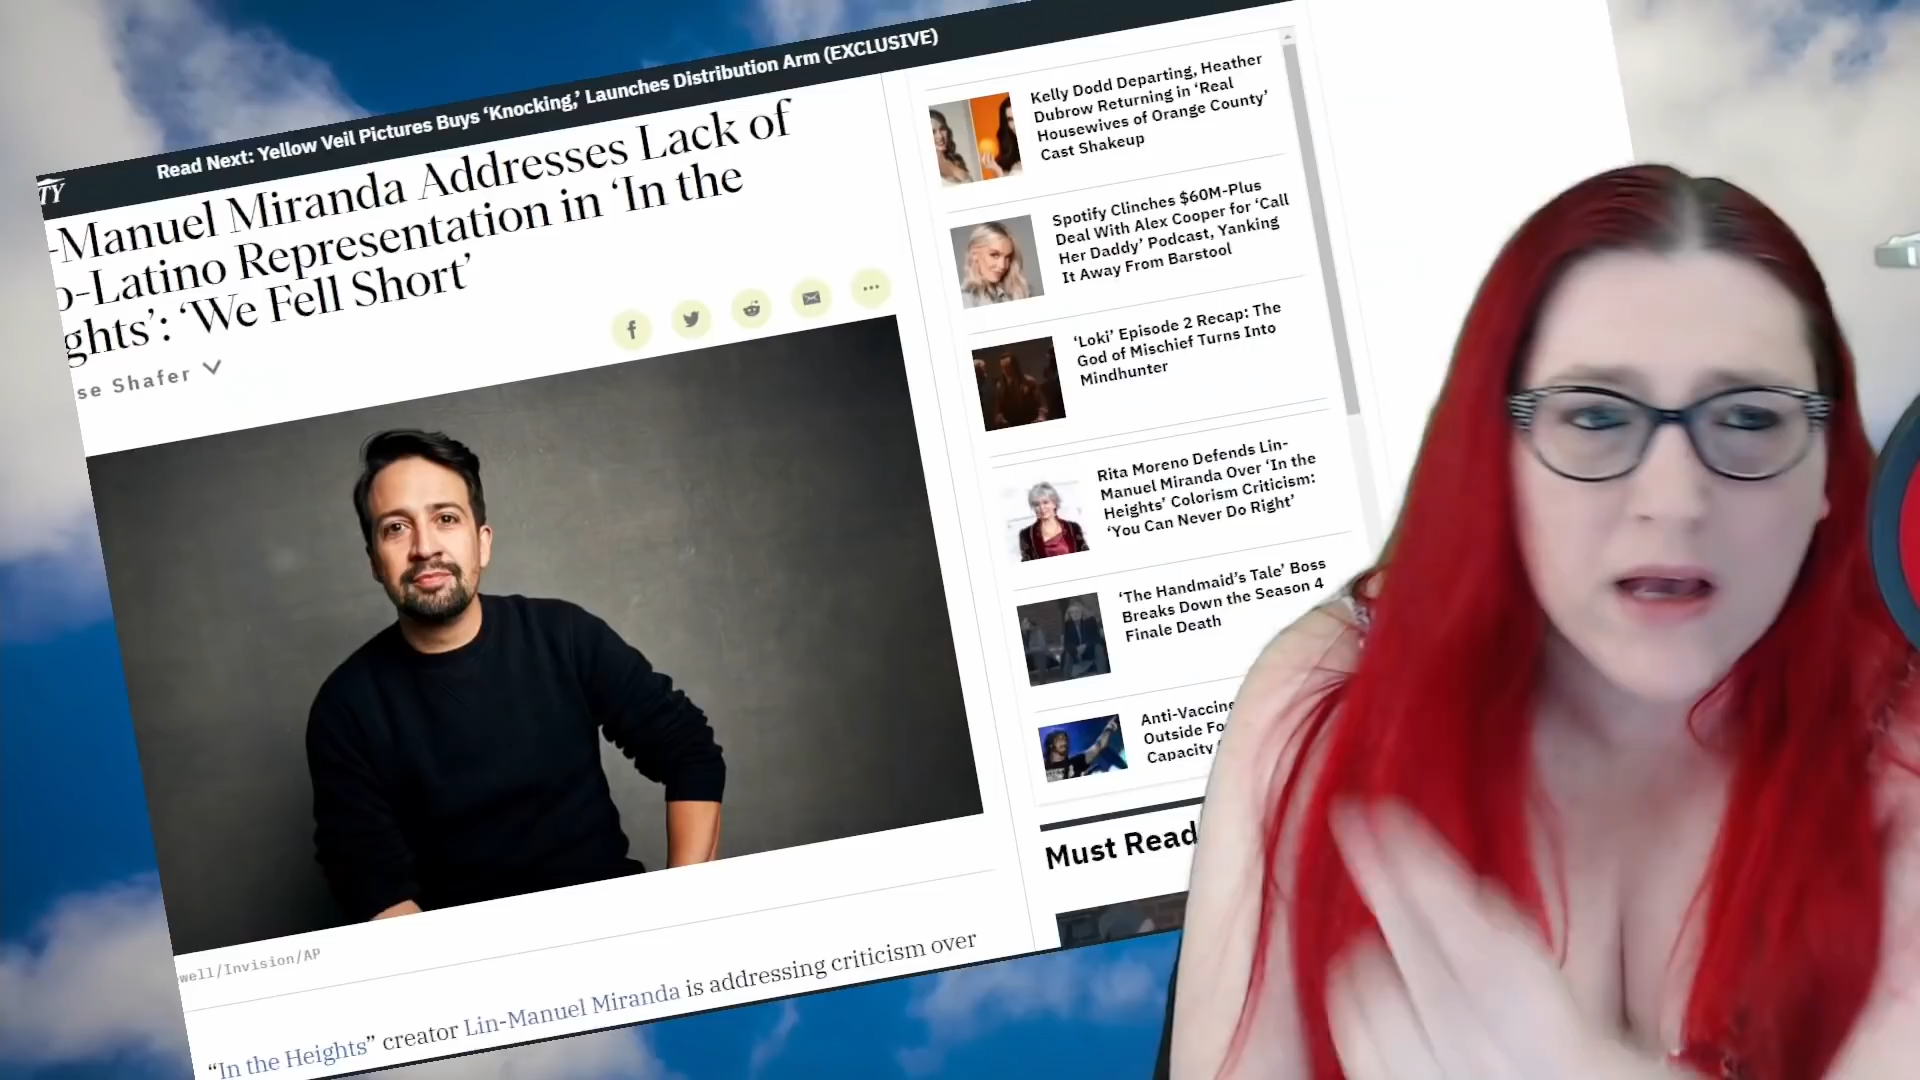 Read Next: Yellow Veil Pictures Buys ‘Knocking,’ Launches Distribution Arm (EXCLUSIVE)
TY
-Manuel Miranda Addresses Lack of
o-Latino Representation in ‘In the
ghts’: ‘We Fell Short’
se Shafer
well/Invision/AP
“In the Heights” creator Lin-Manuel Miranda is addressing criticism over
Kelly Dodd Departing, Heather
Dubrow Returning in ‘Real
Housewives of Orange County’
Cast Shakeup
Spotify Clinches $60M-Plus
Deal With Alex Cooper for ‘Call
Her Daddy’ Podcast, Yanking
It Away From Barstool
‘Loki’ Episode 2 Recap: The
God of Mischief Turns Into
Mindhunter
Rita Moreno Defends Lin-
Manuel Miranda Over ‘In the
Heights’ Colorism Criticism:
‘You Can Never Do Right’
‘The Handmaid’s Tale’ Boss
Breaks Down the Season 4
Finale Death
Anti-Vaccine
Outside Fo
Capacity
Must Read